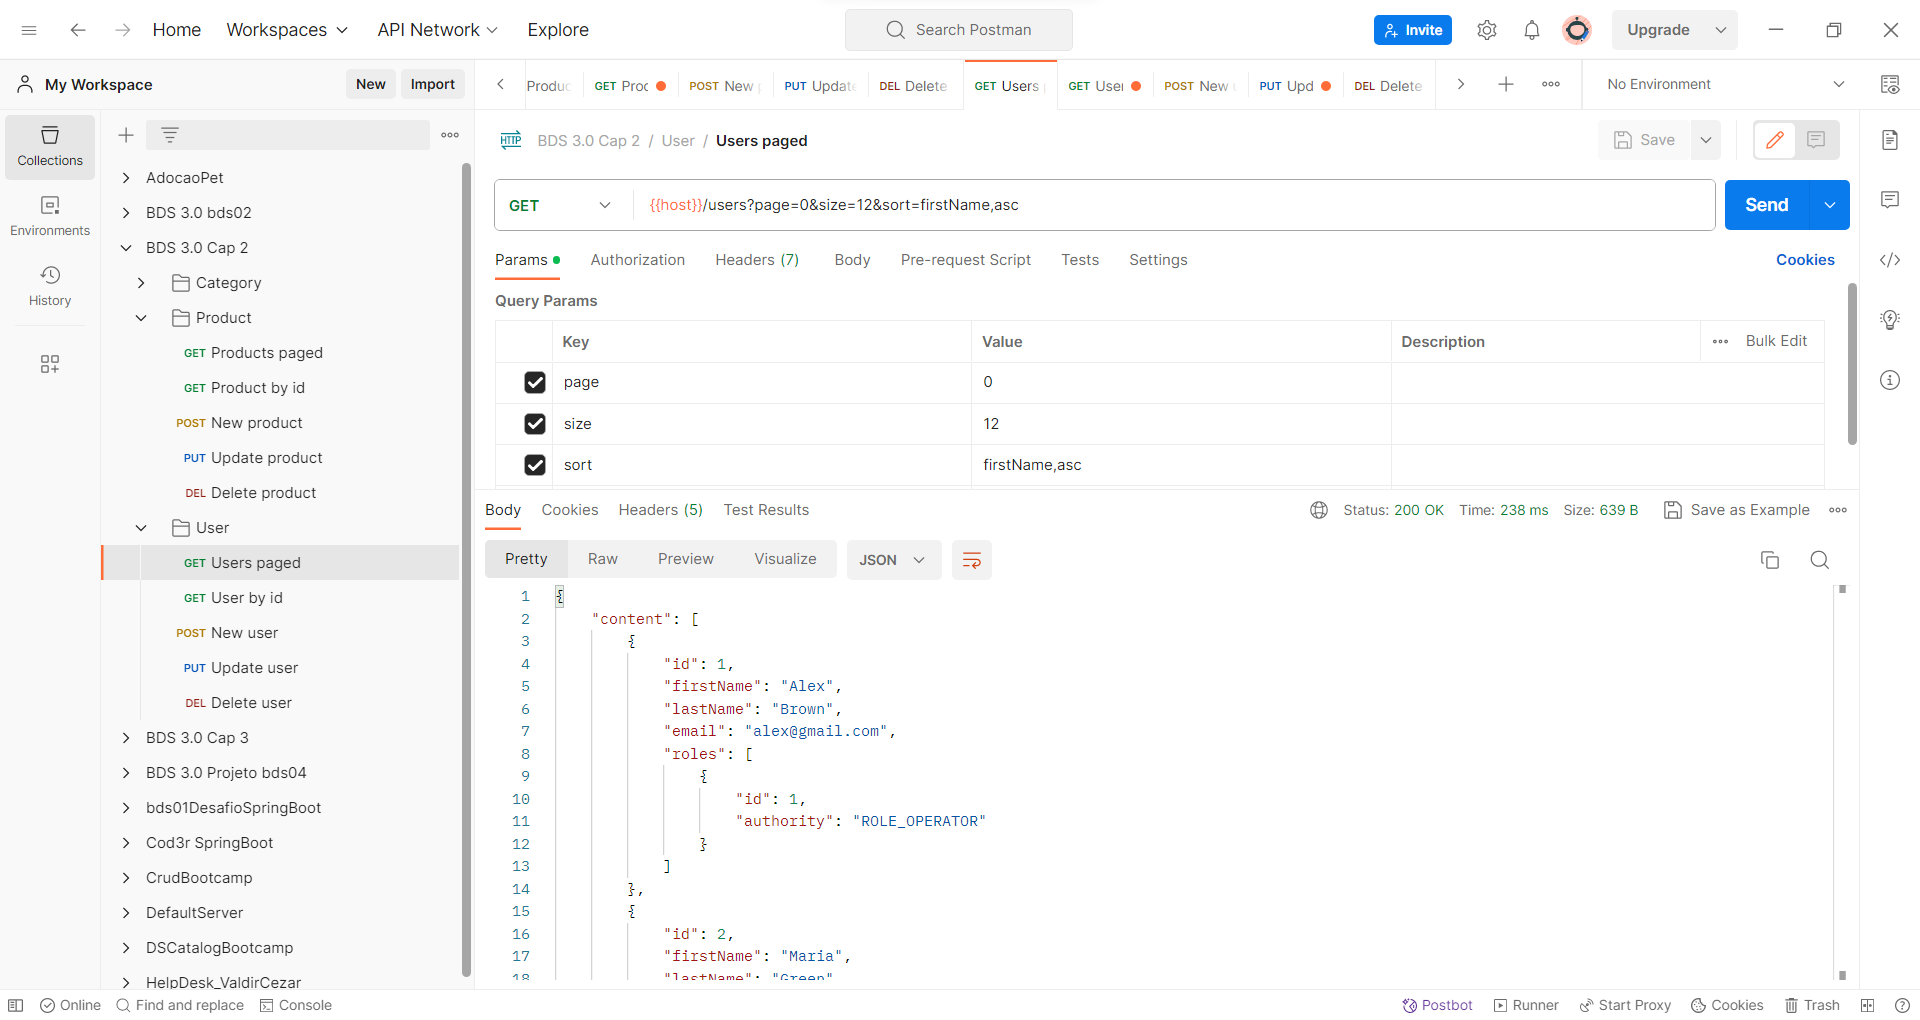 Home Workspaces API Network Explore Search Postman Invite Upgrade
My Workspace New Import
Produc GET Proc POST New PUT Update DEL Delete GET Users GET User POST New PUT Upd DEL Delete No Environment
Collections
Environments
History
AdocaoPet
BDS 3.0 bds02
BDS 3.0 Cap 2
Category
Product
GET Products paged
GET Product by id
POST New product
PUT Update product
DEL Delete product
User
GET Users paged
GET User by id
POST New user
PUT Update user
DEL Delete user
BDS 3.0 Cap 3
BDS 3.0 Projeto bds04
bds01DesafioSpringBoot
Cod3r SpringBoot
CrudBootcamp
DefaultServer
DSCatalogBootcamp
HelpDesk_ValdirCezar
HTTP BDS 3.0 Cap 2 / User / Users paged Save
GET {{host}}/users?page=0&size=12&sort=firstName,asc Send
Params Authorization Headers (7) Body Pre-request Script Tests Settings Cookies
Query Params
Key Value Description Bulk Edit
page 0
size 12
sort firstName,asc
Body Cookies Headers (5) Test Results Status: 200 OK Time: 238 ms Size: 639 B Save as Example
Pretty Raw Preview Visualize JSON
1 {
2 "content": [
3 {
4 "id": 1,
5 "firstName": "Alex",
6 "lastName": "Brown",
7 "email": "alex@gmail.com",
8 "roles": [
9 {
10 "id": 1,
11 "authority": "ROLE_OPERATOR"
12 }
13 ]
14 },
15 {
16 "id": 2,
17 "firstName": "Maria",
18 "lastName": "Green"
Online Find and replace Console Postbot Runner Start Proxy Cookies Trash